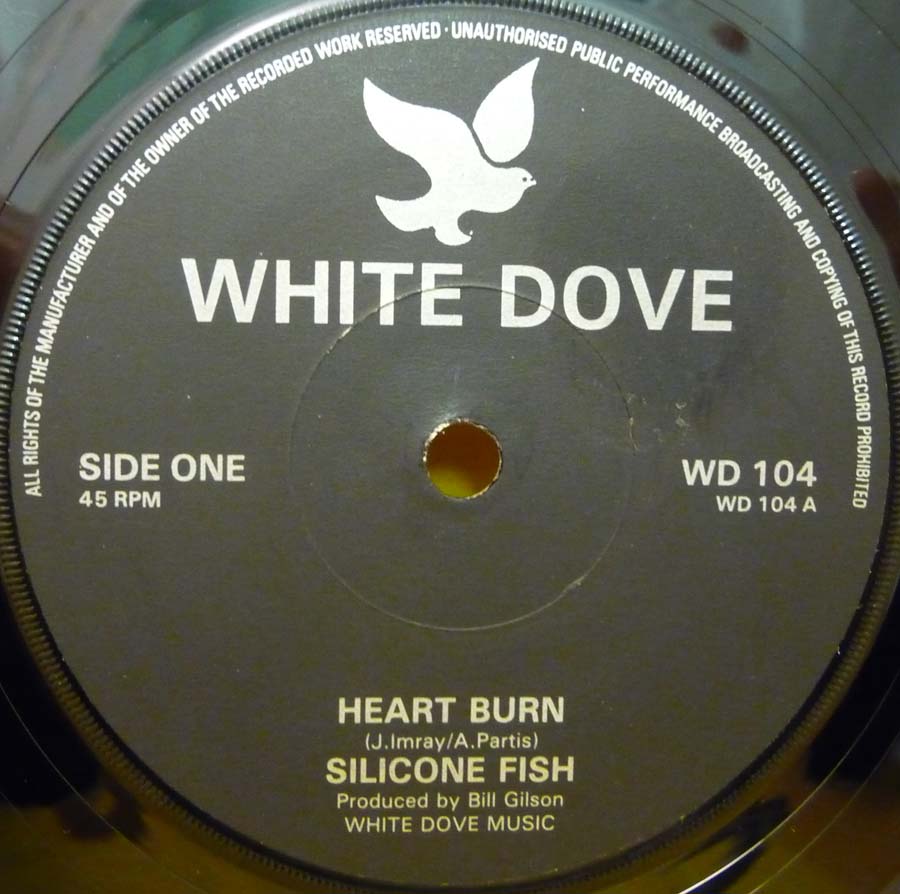 ALL RIGHTS OF THE MANUFACTURER AND OF THE OWNER OF THE RECORDED WORK RESERVED · UNAUTHORISED PUBLIC PERFORMANCE BROADCASTING AND COPYING OF THIS RECORD PROHIBITED
WHITE DOVE
SIDE ONE
45 RPM
WD 104
WD 104 A
HEART BURN
(J.Imray/A.Partis)
SILICONE FISH
Produced by Bill Gilson
WHITE DOVE MUSIC